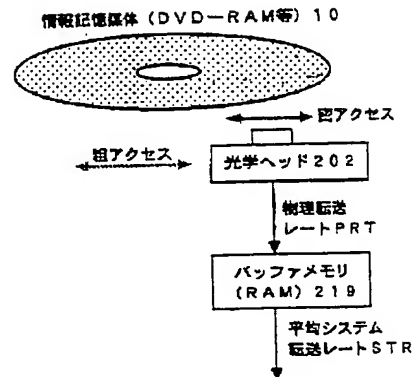 情報記憶媒体（DVD－RAM等）１０
密アクセス
粗アクセス
光学ヘッド２０２
物理転送
レートPRT
バッファメモリ
（RAM）２１９
平均システム
転送レートSTR